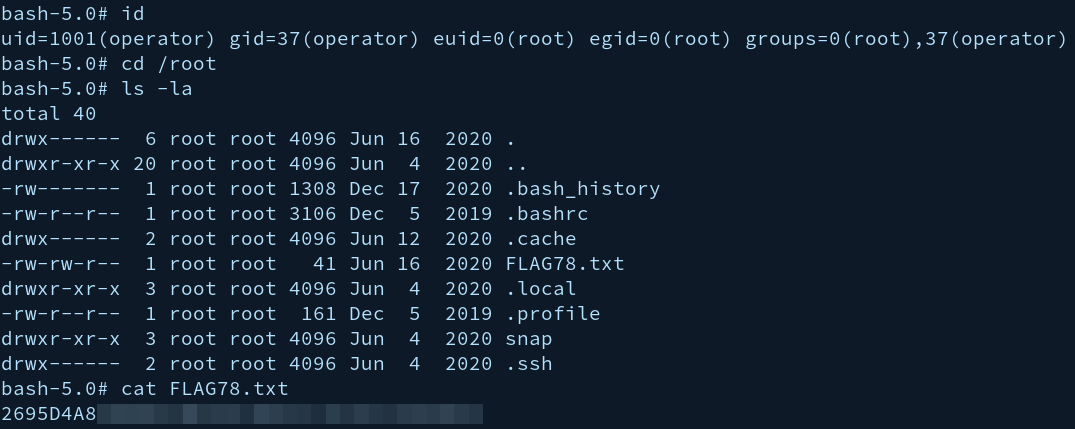 bash-5.0# id
uid=1001(operator) gid=37(operator) euid=0(root) egid=0(root) groups=0(root),37(operator)
bash-5.0# cd /root
bash-5.0# ls -la
total 40
drwx------  6 root root 4096 Jun 16  2020 .
drwxr-xr-x 20 root root 4096 Jun  4  2020 ..
-rw-------  1 root root 1308 Dec 17  2020 .bash_history
-rw-r--r--  1 root root 3106 Dec  5  2019 .bashrc
drwx------  2 root root 4096 Jun 12  2020 .cache
-rw-rw-r--  1 root root   41 Jun 16  2020 FLAG78.txt
drwxr-xr-x  3 root root 4096 Jun  4  2020 .local
-rw-r--r--  1 root root  161 Dec  5  2019 .profile
drwxr-xr-x  3 root root 4096 Jun  4  2020 snap
drwx------  2 root root 4096 Jun  4  2020 .ssh
bash-5.0# cat FLAG78.txt
2695D4A8